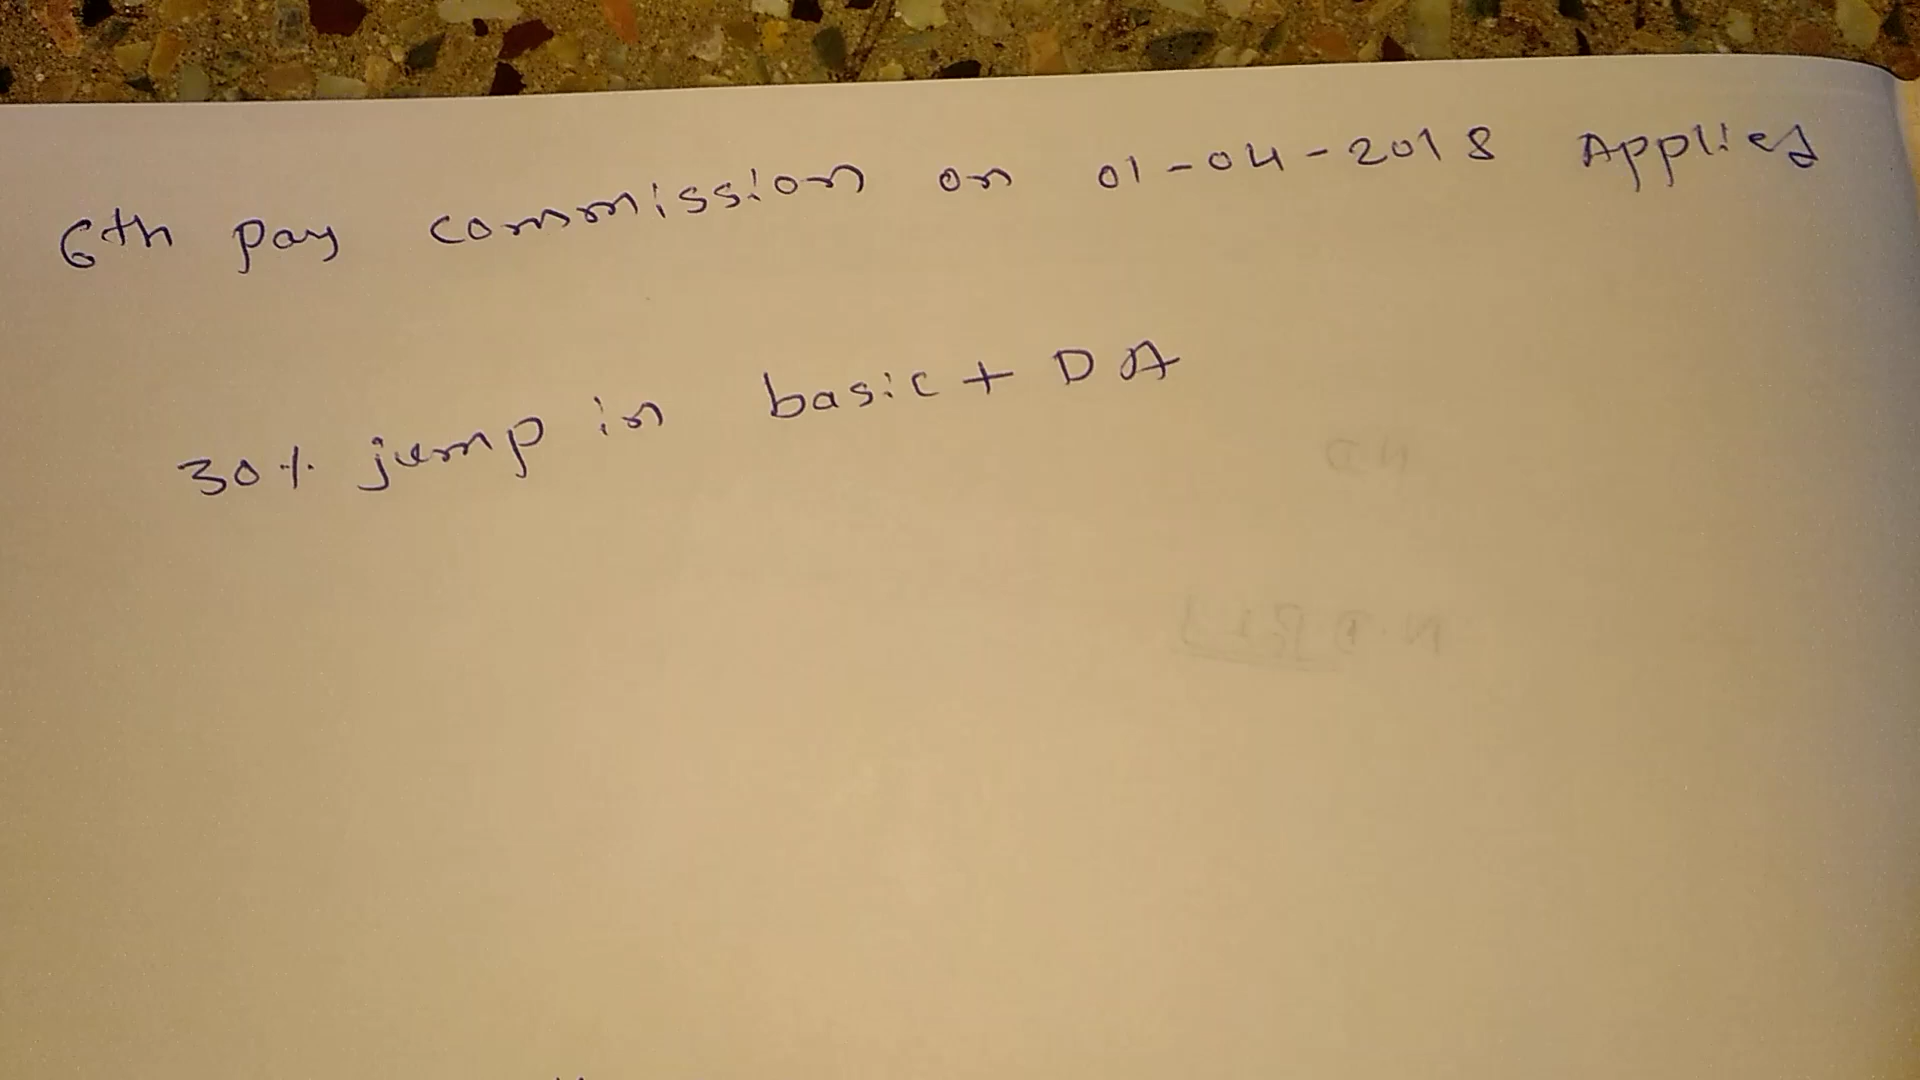 6th pay commission on 01-04-2018 Applied
30% jump in basic + DA